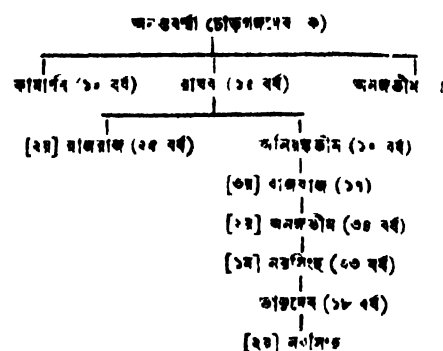 অনন্তবর্ম্মা চোড়গঙ্গদেব ক)
কামার্ণব (১০ বর্ষ) রাঘব (১৫ বর্ষ) অনঙ্গভীম
[২য়] রাজরাজ (২৫ বর্ষ) অনিয়ঙ্কভীম (১০ বর্ষ)
[৩য়] রাজরাজ (১৭)
[২য়] অনঙ্গভীম (৩৪ বর্ষ)
[১ম] নরসিংহ (৩৩ বর্ষ)
ভানুদেব (১৮ বর্ষ)
[২য়] নরসিংহ